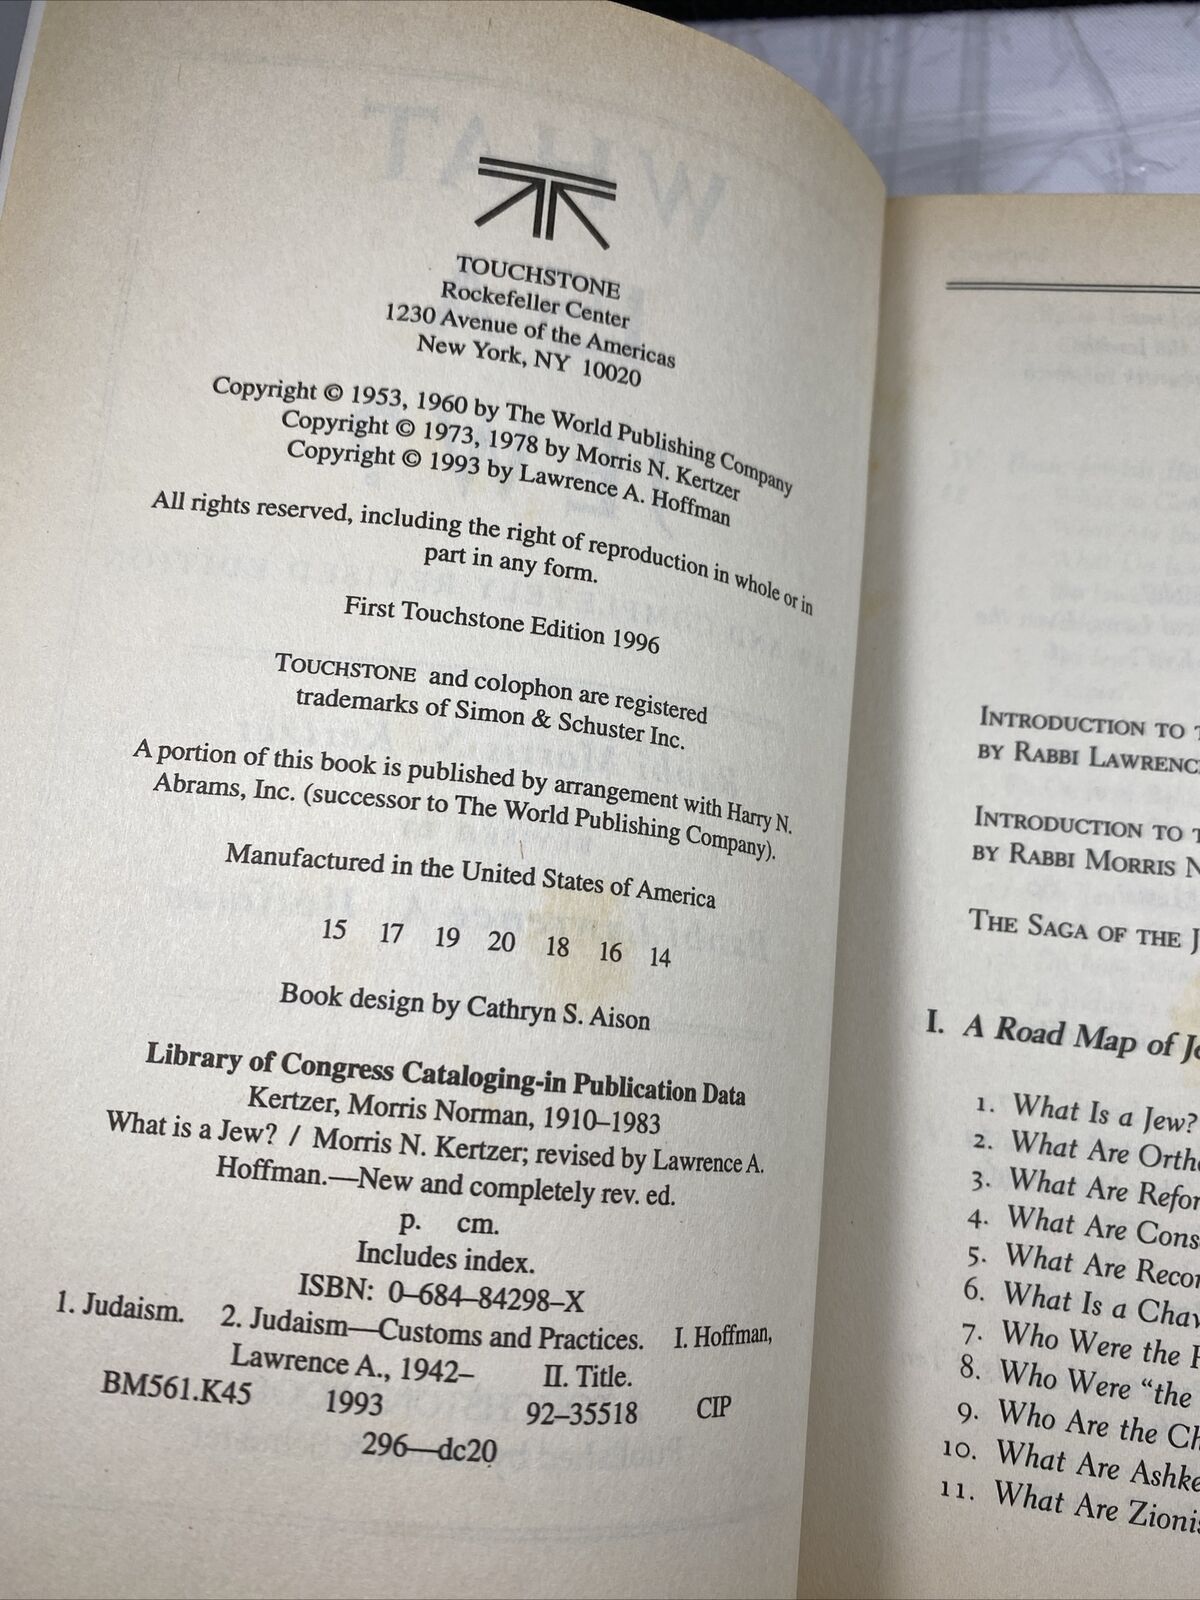 TOUCHSTONE
Rockefeller Center
1230 Avenue of the Americas
New York, NY 10020
Copyright © 1953, 1960 by The World Publishing Company
Copyright © 1973, 1978 by Morris N. Kertzer
Copyright © 1993 by Lawrence A. Hoffman
All rights reserved, including the right of reproduction in whole or in
part in any form.
First Touchstone Edition 1996
TOUCHSTONE and colophon are registered
trademarks of Simon & Schuster Inc.
A portion of this book is published by arrangement with Harry N.
Abrams, Inc. (successor to The World Publishing Company).
Manufactured in the United States of America
15 17 19 20 18 16 14
Book design by Cathryn S. Aison
Library of Congress Cataloging-in Publication Data
Kertzer, Morris Norman, 1910–1983
What is a Jew? / Morris N. Kertzer; revised by Lawrence A.
Hoffman.—New and completely rev. ed.
p. cm.
Includes index.
ISBN: 0–684–84298–X
1. Judaism. 2. Judaism—Customs and Practices. I. Hoffman,
Lawrence A., 1942– II. Title.
BM561.K45 1993 92–35518 CIP
296—dc20
INTRODUCTION TO
BY RABBI LAWRENC
INTRODUCTION TO
BY RABBI MORRIS N
THE SAGA OF THE J
I. A Road Map of Je
1. What Is a Jew?
2. What Are Ortho
3. What Are Refor
4. What Are Cons
5. What Are Recon
6. What Is a Chav
7. Who Were the
8. Who Were "the
9. Who Are the Ch
10. What Are Ashke
11. What Are Zionis